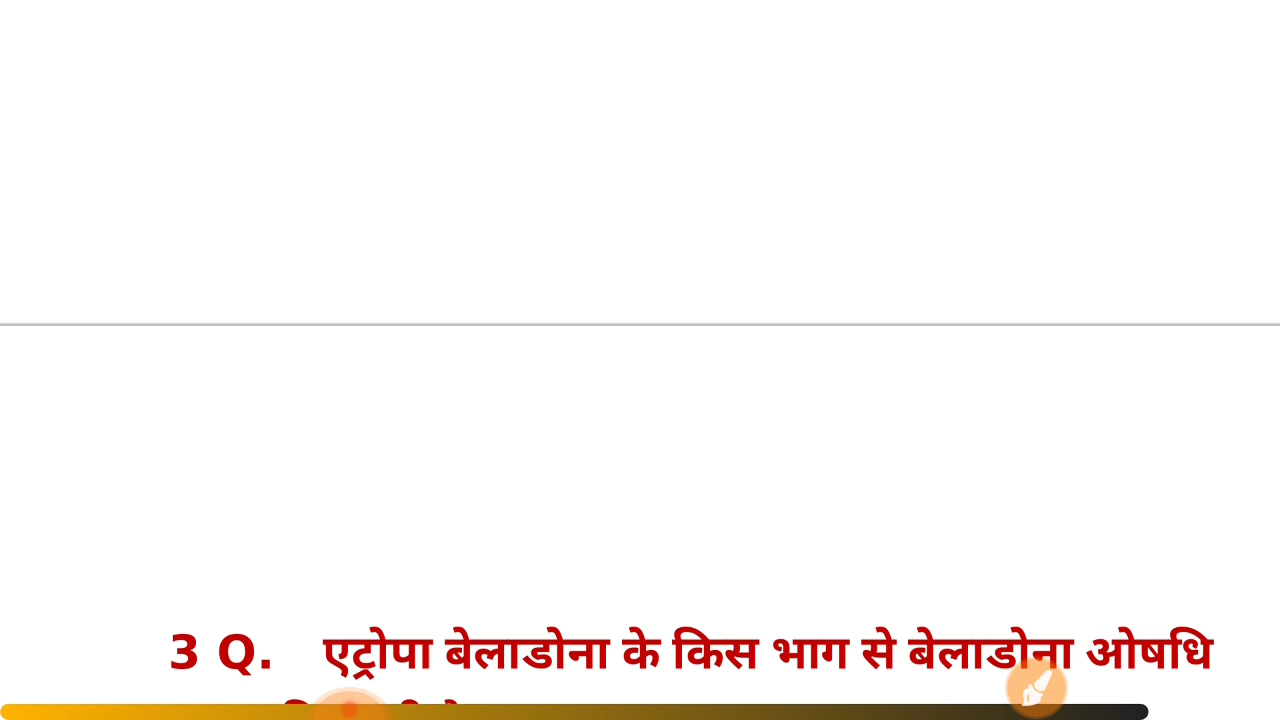 3 Q. एट्रोपा बेलाडोना के किस भाग से बेलाडोना ओषधि